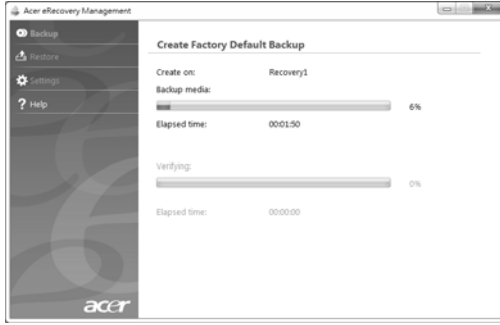 Acer eRecovery Management
Backup
Restore
Settings
Help
Create Factory Default Backup
Create on: Recovery1
Backup media:
6%
Elapsed time: 00:01:50
Verifying:
0%
Elapsed time: 00:00:00
acer